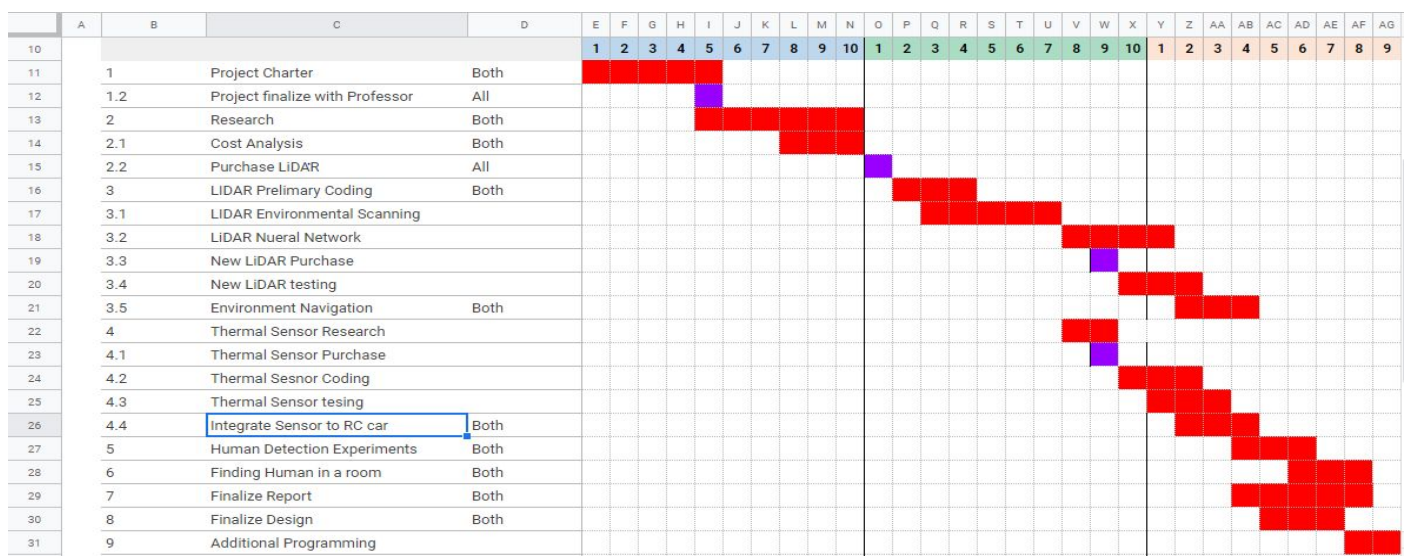 A B C D E F G H I J K L M N O P Q R S T U V W X Y Z AA AB AC AD AE AF AG
10 1 2 3 4 5 6 7 8 9 10 1 2 3 4 5 6 7 8 9 10 1 2 3 4 5 6 7 8 9
11 1 Project Charter Both
12 1.2 Project finalize with Professor All
13 2 Research Both
14 2.1 Cost Analysis Both
15 2.2 Purchase LiDAR All
16 3 LIDAR Prelimary Coding Both
17 3.1 LIDAR Environmental Scanning
18 3.2 LiDAR Nueral Network
19 3.3 New LiDAR Purchase
20 3.4 New LiDAR testing
21 3.5 Environment Navigation Both
22 4 Thermal Sensor Research
23 4.1 Thermal Sensor Purchase
24 4.2 Thermal Sesnor Coding
25 4.3 Thermal Sensor tesing
26 4.4 Integrate Sensor to RC car Both
27 5 Human Detection Experiments Both
28 6 Finding Human in a room Both
29 7 Finalize Report Both
30 8 Finalize Design Both
31 9 Additional Programming